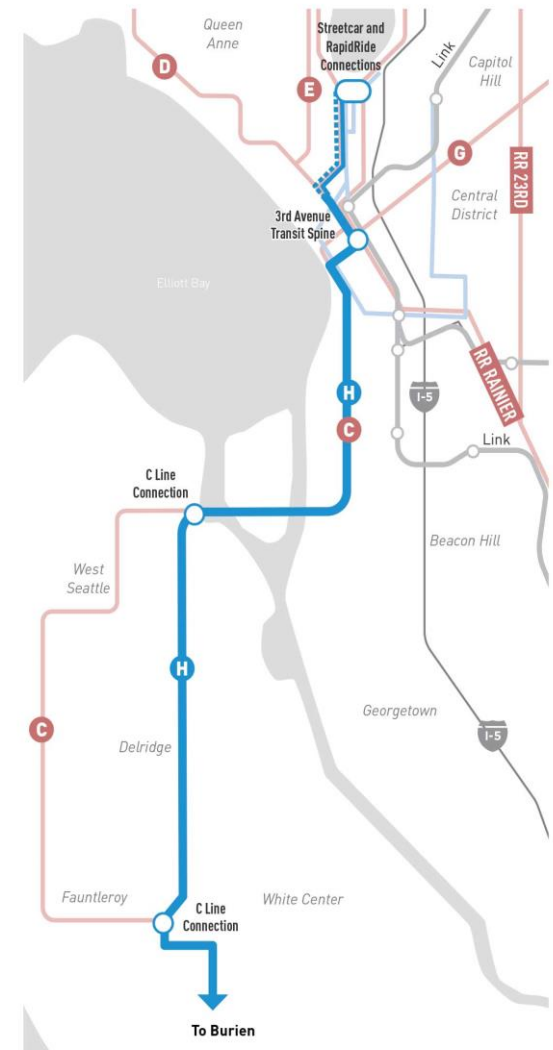 Queen
Anne
Streetcar and
RapidRide
Connections
D
E
Link
Capitol
Hill
G
RR 23RD
Central
District
3rd Avenue
Transit Spine
Elliott Bay
H
C
I-5
RR RAINIER
Link
C Line
Connection
Beacon Hill
West
Seattle
H
C
Georgetown
I-5
Delridge
Fauntleroy
White Center
C Line
Connection
To Burien